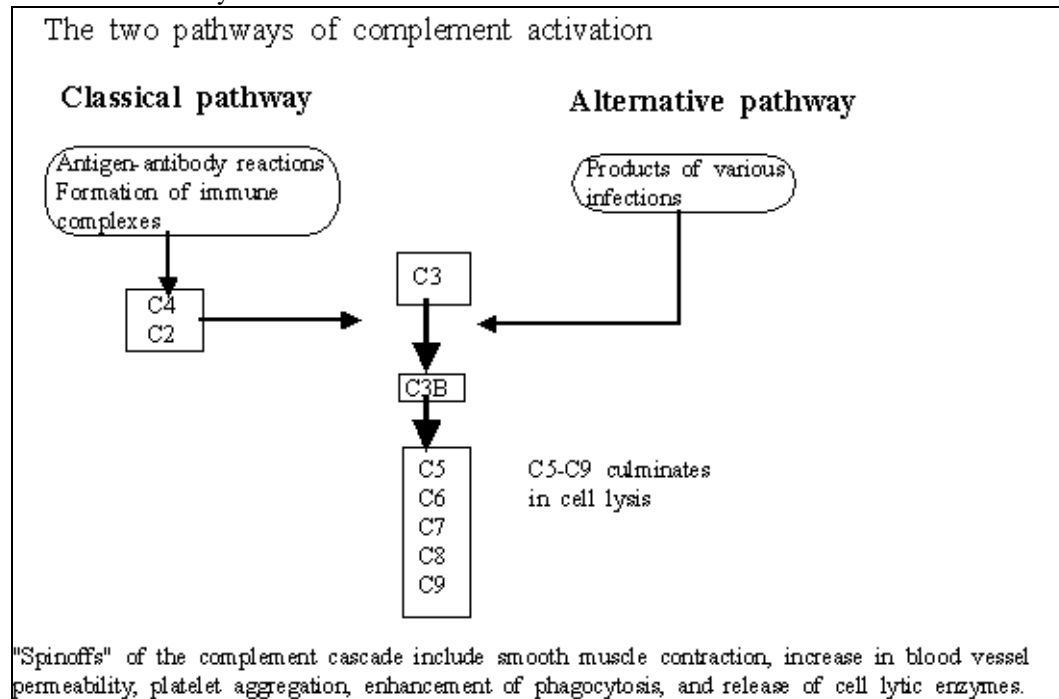 The two pathways of complement activation
Classical pathway
Alternative pathway
Antigen-antibody reactions
Formation of immune
complexes
Products of various
infections
C4
C2
C3
C3B
C5
C6
C7
C8
C9
C5-C9 culminates
in cell lysis
"Spinoffs" of the complement cascade include smooth muscle contraction, increase in blood vessel
permeability, platelet aggregation, enhancement of phagocytosis, and release of cell lytic enzymes.